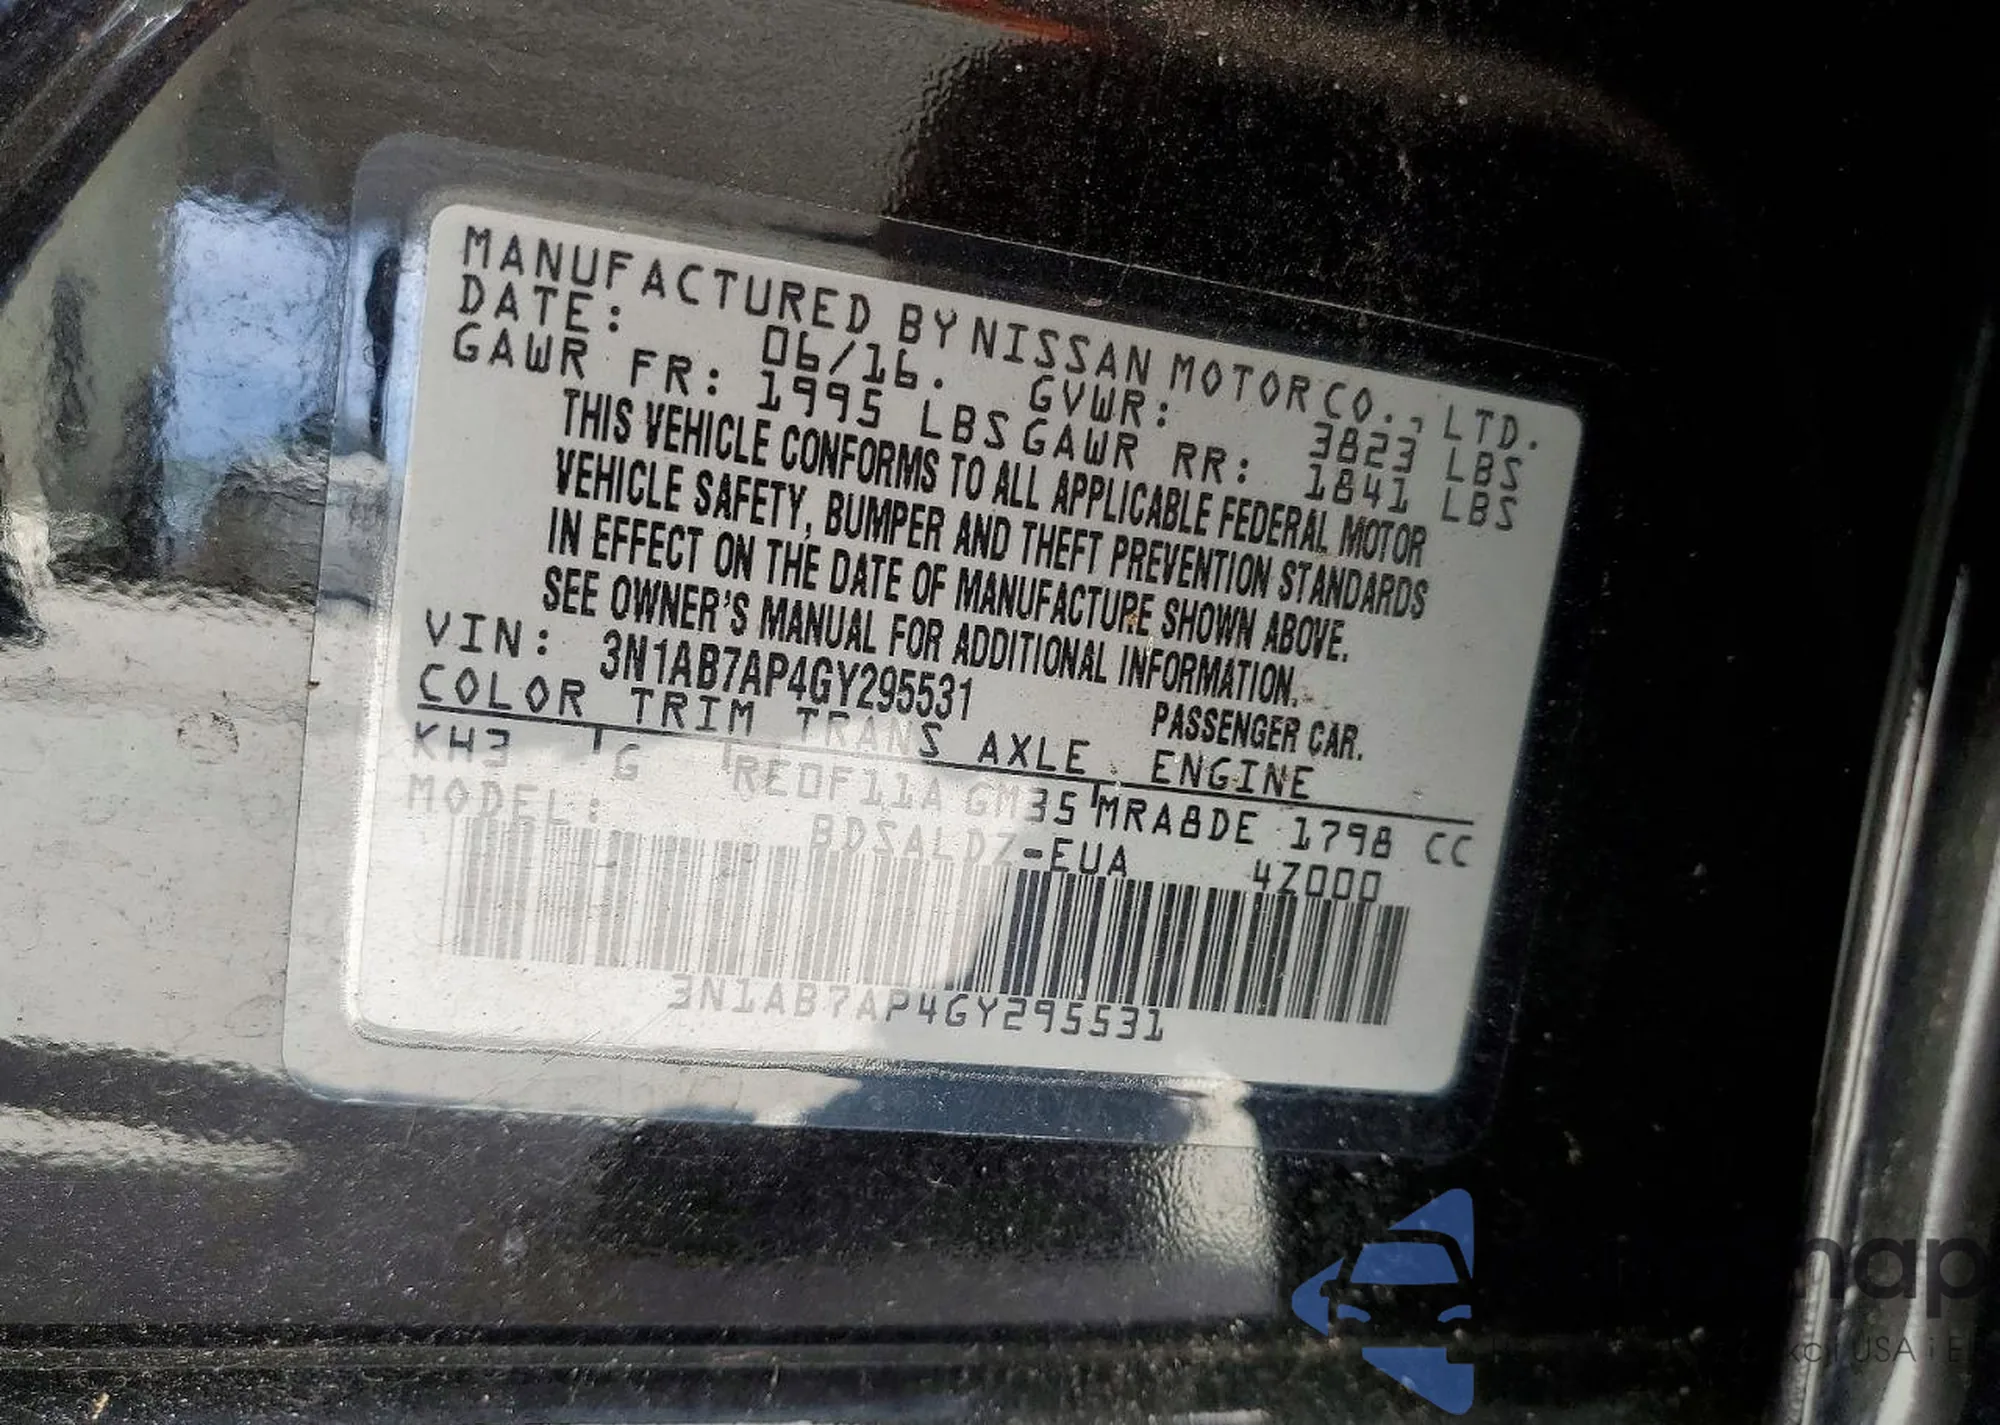 MANUFACTURED BY NISSAN MOTOR CO., LTD.
DATE: 06/16. GVWR: 3823 LBS
GAWR FR: 1995 LBS GAWR RR: 1841 LBS
THIS VEHICLE CONFORMS TO ALL APPLICABLE FEDERAL MOTOR
VEHICLE SAFETY, BUMPER AND THEFT PREVENTION STANDARDS
IN EFFECT ON THE DATE OF MANUFACTURE SHOWN ABOVE.
SEE OWNER'S MANUAL FOR ADDITIONAL INFORMATION.
VIN: 3N1AB7AP4GY295531 PASSENGER CAR.
COLOR TRIM TRANS AXLE ENGINE
KH3 G RE0F11A GM35 MRA8DE 1798 CC
MODEL: BDSALDZ-EUA 4Z000
3N1AB7AP4GY295531
USA i